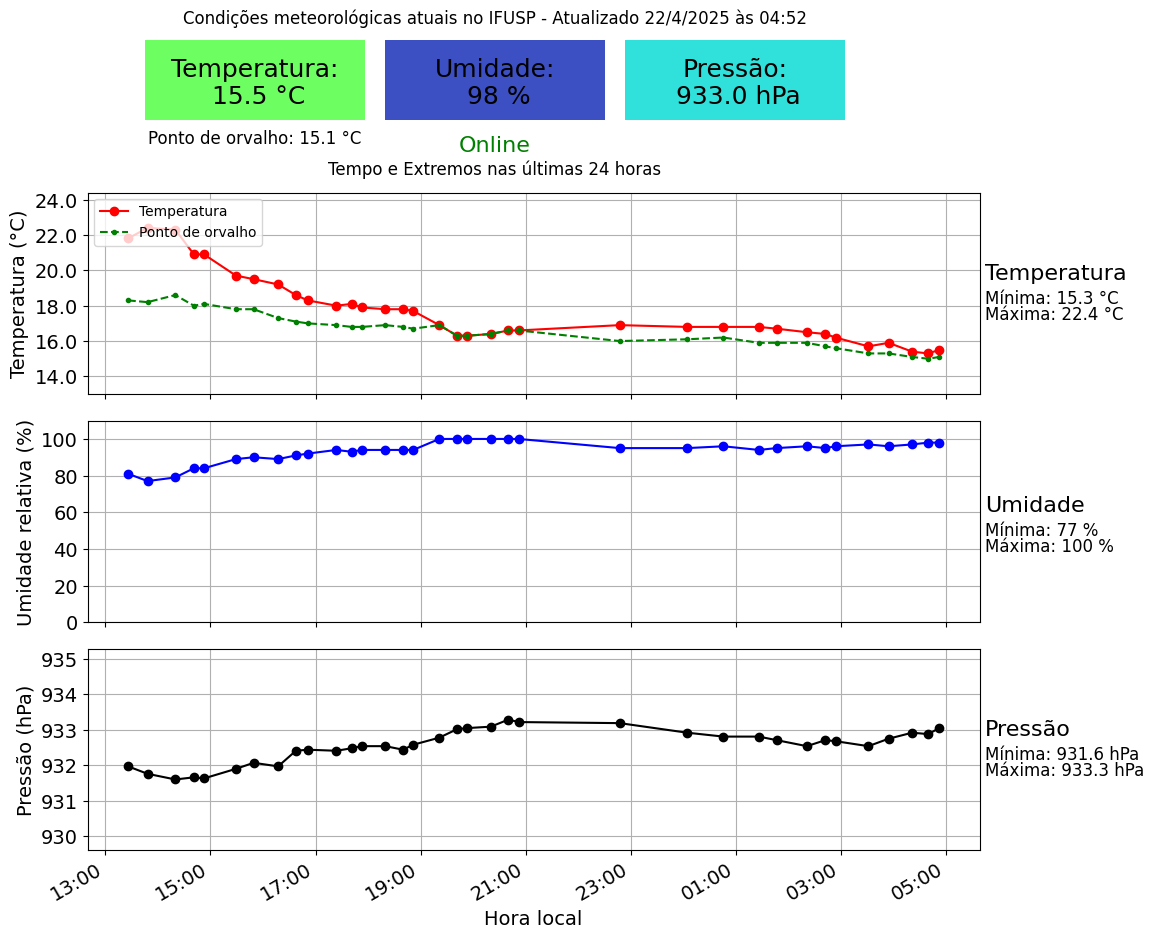 Condições meteorológicas atuais no IFUSP - Atualizado 22/4/2025 às 04:52
Temperatura:
15.5 °C
Umidade:
98 %
Pressão:
933.0 hPa
Ponto de orvalho: 15.1 °C
Online
Tempo e Extremos nas últimas 24 horas
Temperatura (°C)
24.0
22.0
20.0
18.0
16.0
14.0
Temperatura
Ponto de orvalho
Temperatura
Mínima: 15.3 °C
Máxima: 22.4 °C
Umidade relativa (%)
100
80
60
40
20
0
Umidade
Mínima: 77 %
Máxima: 100 %
Pressão (hPa)
935
934
933
932
931
930
Pressão
Mínima: 931.6 hPa
Máxima: 933.3 hPa
13:00
15:00
17:00
19:00
21:00
23:00
01:00
03:00
05:00
Hora local